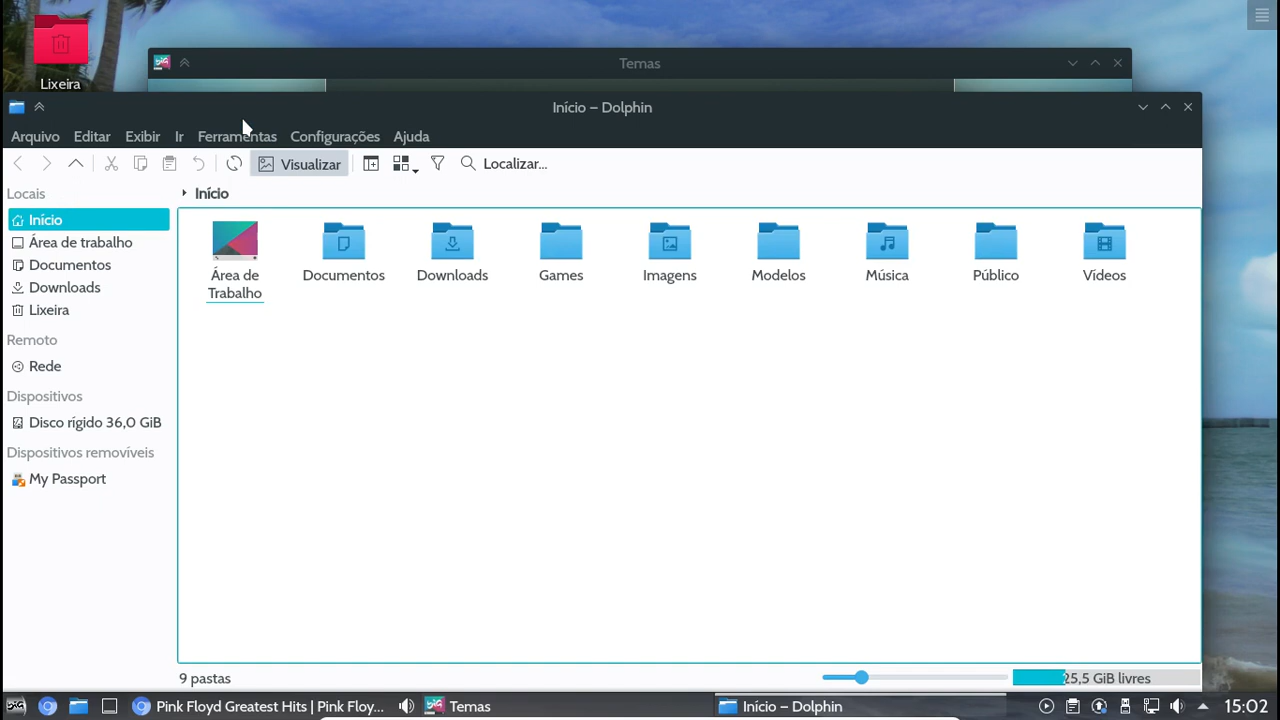 Lixeira
Temas
Início – Dolphin
Arquivo Editar Exibir Ir Ferramentas Configurações Ajuda
Visualizar Localizar...
Locais
Início
Início
Área de trabalho
Documentos
Downloads
Lixeira
Remoto
Rede
Dispositivos
Disco rígido 36,0 GiB
Dispositivos removíveis
My Passport
Área de
Trabalho
Documentos
Downloads
Games
Imagens
Modelos
Música
Público
Vídeos
9 pastas
25,5 GiB livres
Pink Floyd Greatest Hits | Pink Floy...
Temas
Início – Dolphin
15:02